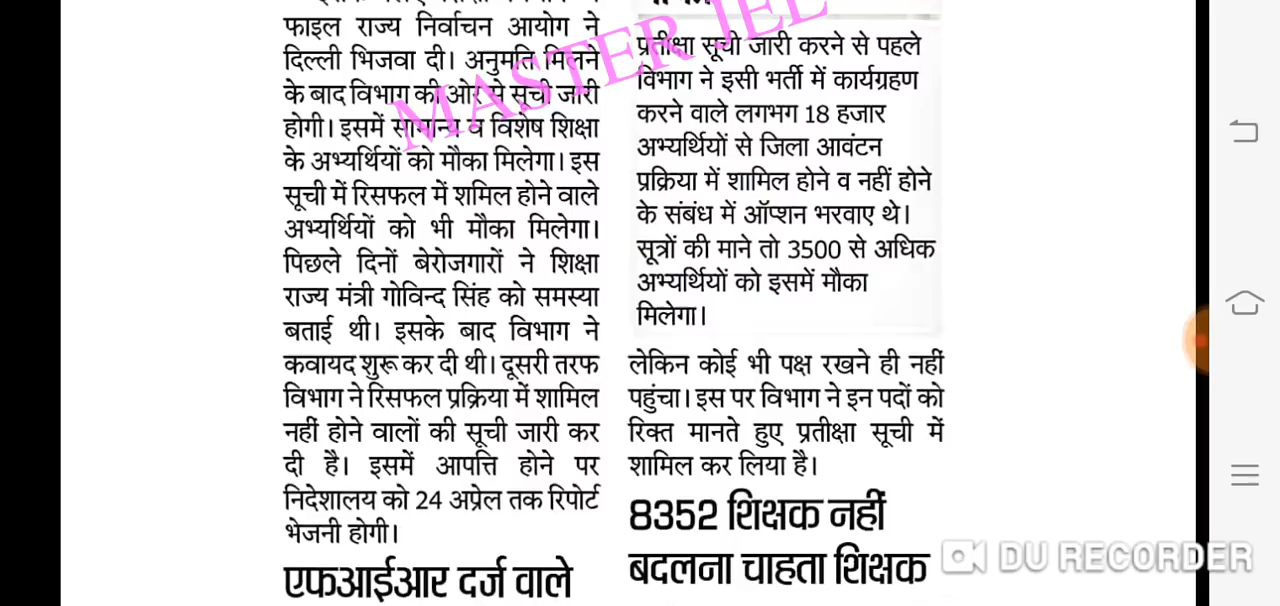 फाइल राज्य निर्वाचन आयोग ने
दिल्ली भिजवा दी। अनुमति मिलने
के बाद विभाग की ओर से सूची जारी
होगी। इसमें सामान्य व विशेष शिक्षा
के अभ्यर्थियों को मौका मिलेगा। इस
सूची में रिसफल में शमिल होने वाले
अभ्यर्थियों को भी मौका मिलेगा।
पिछले दिनों बेरोजगारों ने शिक्षा
राज्य मंत्री गोविन्द सिंह को समस्या
बताई थी। इसके बाद विभाग ने
कवायद शुरू कर दी थी। दूसरी तरफ
विभाग ने रिसफल प्रक्रिया में शामिल
नहीं होने वालों की सूची जारी कर
दी है। इसमें आपत्ति होने पर
निदेशालय को 24 अप्रेल तक रिपोर्ट
भेजनी होगी।
एफआईआर दर्ज वाले
प्रतीक्षा सूची जारी करने से पहले
विभाग ने इसी भर्ती में कार्यग्रहण
करने वाले लगभग 18 हजार
अभ्यर्थियों से जिला आवंटन
प्रक्रिया में शामिल होने व नहीं होने
के संबंध में ऑप्शन भरवाए थे।
सूत्रों की माने तो 3500 से अधिक
अभ्यर्थियों को इसमें मौका
मिलेगा।
लेकिन कोई भी पक्ष रखने ही नहीं
पहुंचा। इस पर विभाग ने इन पदों को
रिक्त मानते हुए प्रतीक्षा सूची में
शामिल कर लिया है।
8352 शिक्षक नहीं
बदलना चाहता शिक्षक
MASTER JEE
DU RECORDER